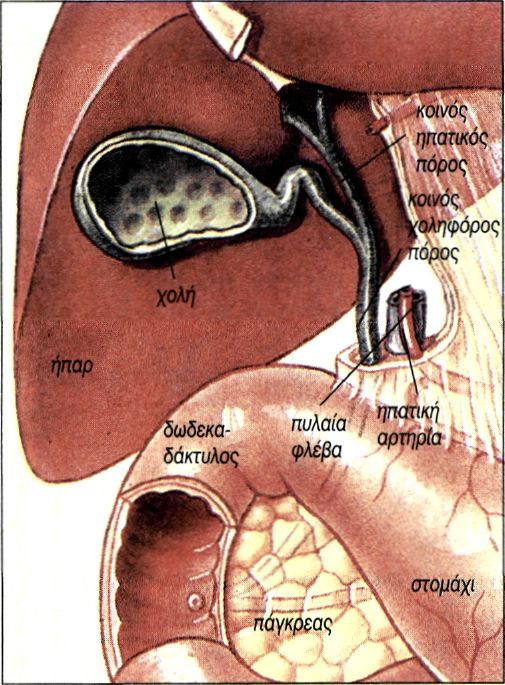 κοινός
ηπατικός
πόρος
κοινός
χοληφόρος
πόρος
χολή
ήπαρ
δωδεκα-
δάκτυλος
πυλαία
φλέβα
ηπατική
αρτηρία
στομάχι
πάγκρεας